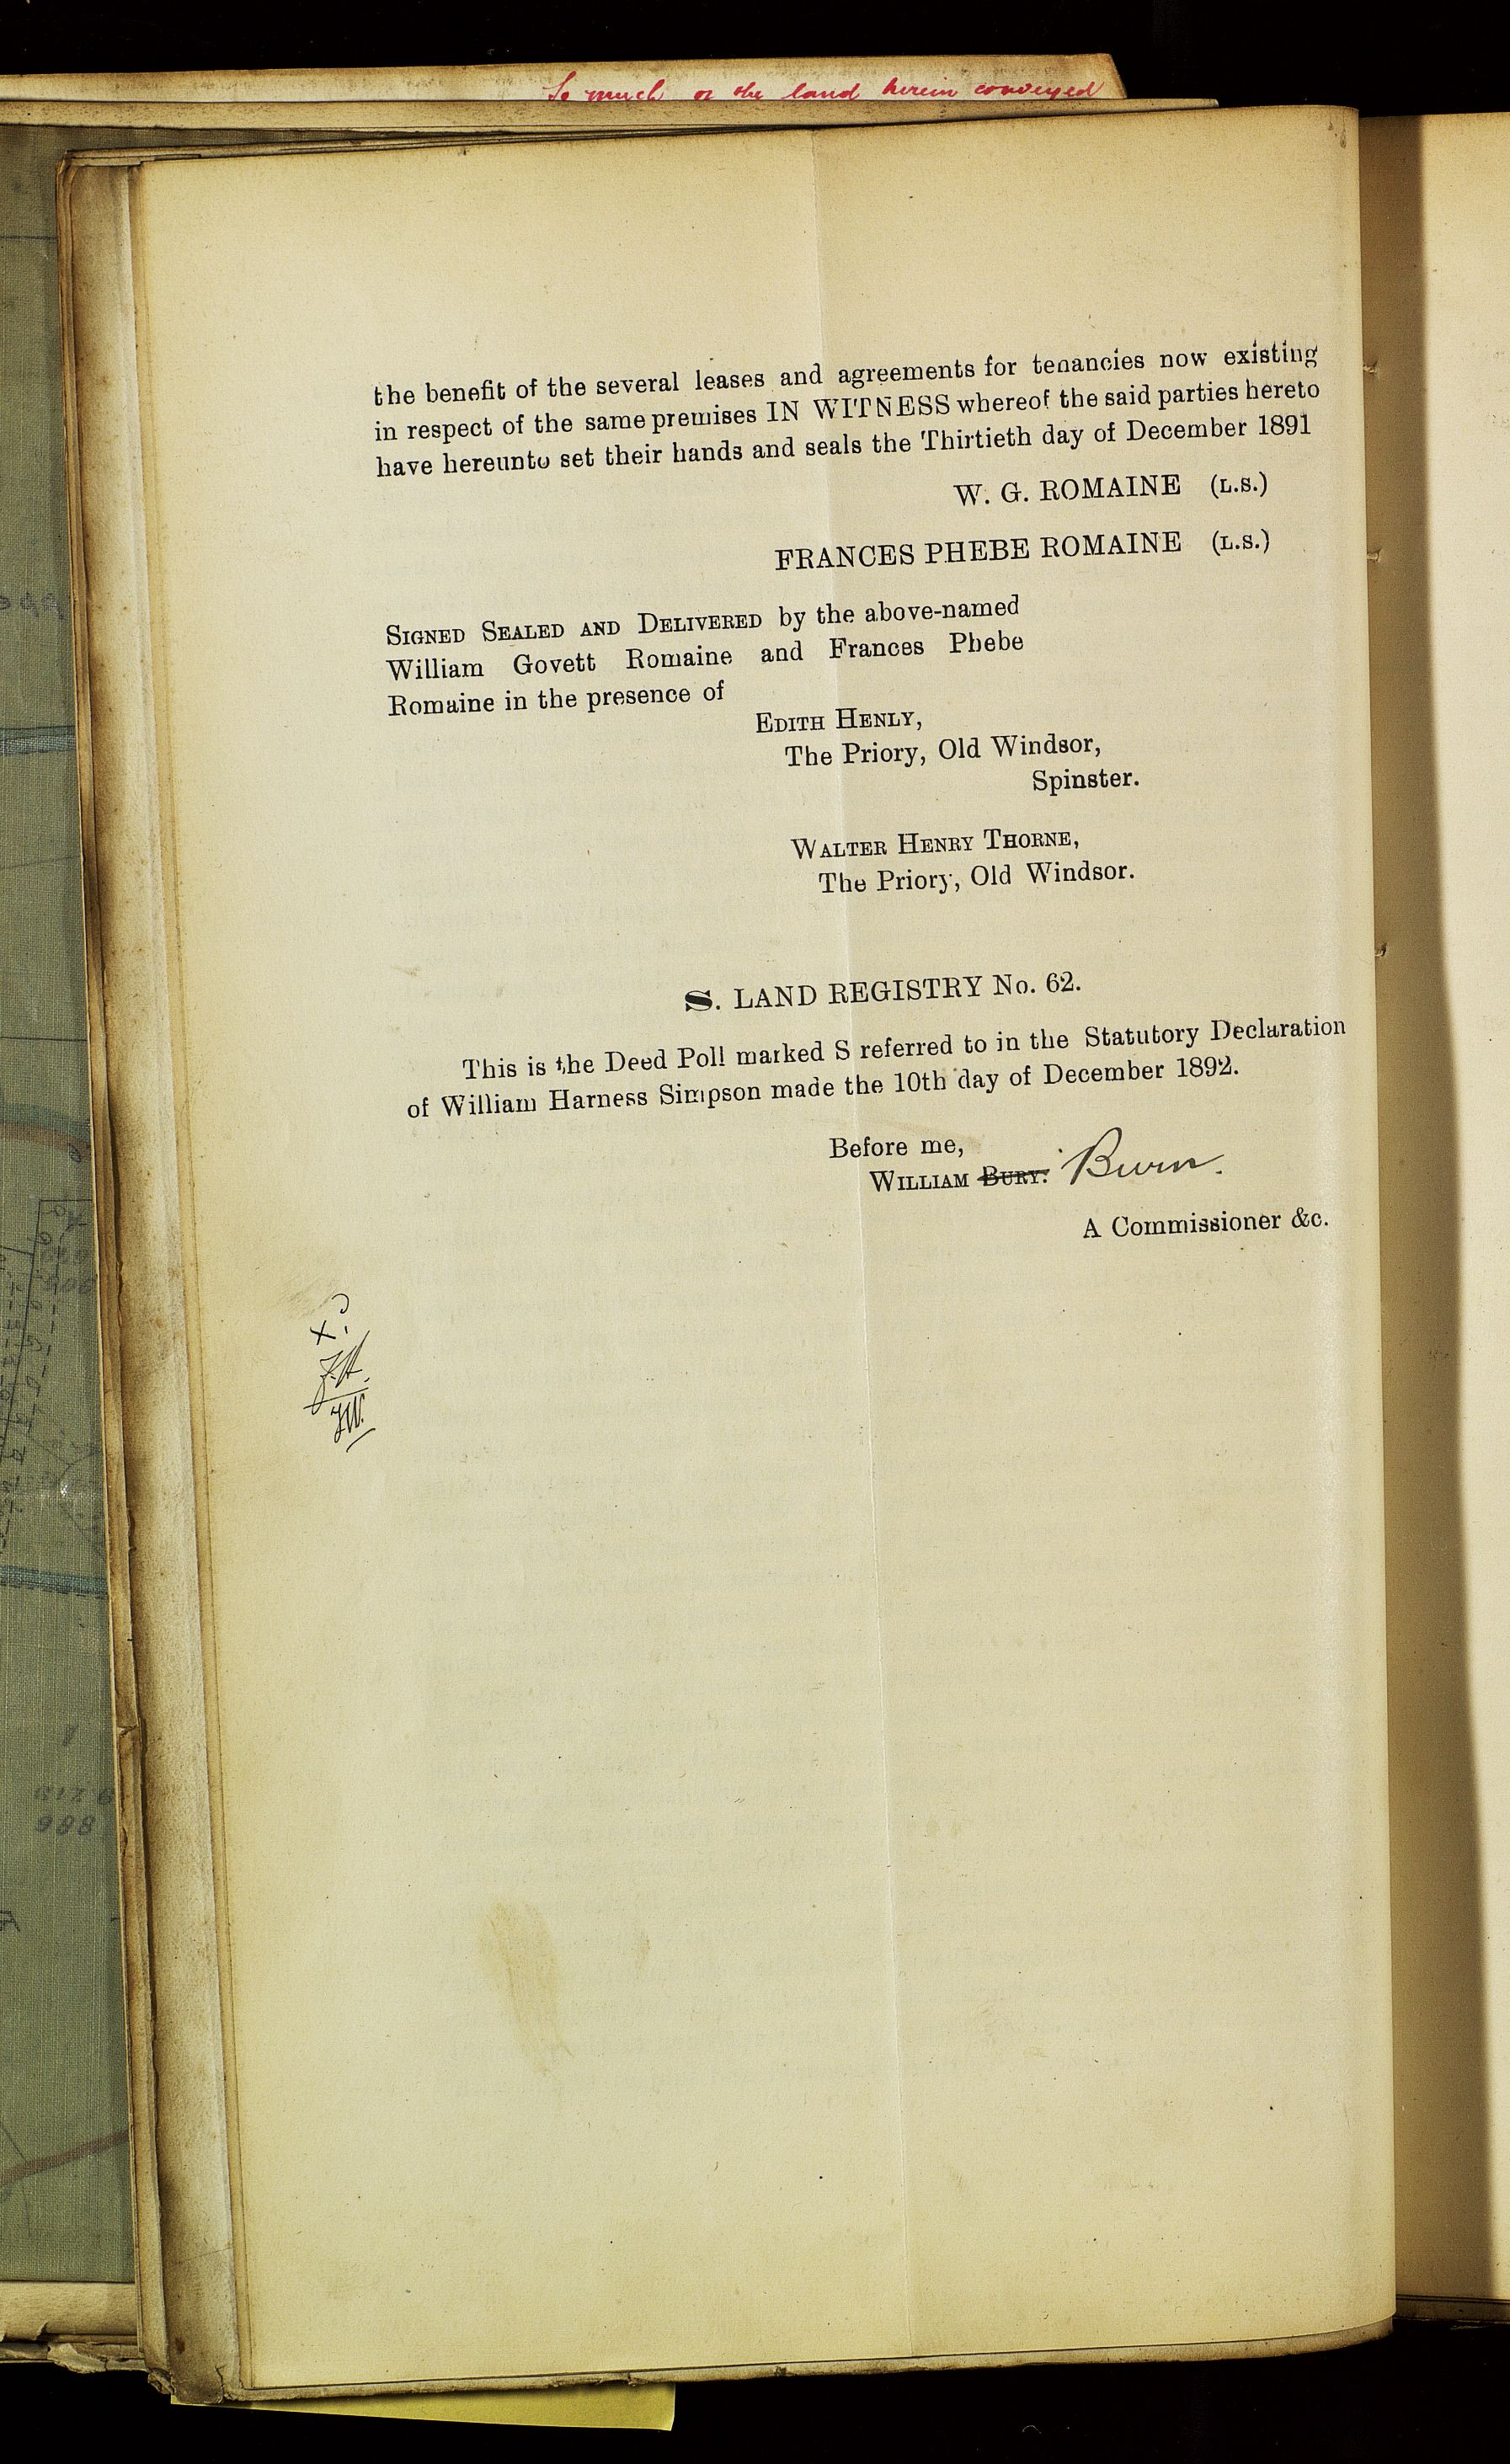 So much of the land herein conveyed
the benefit of the several leases and agreements for tenancies now existing
in respect of the same premises IN WITNESS whereof the said parties hereto
have hereunto set their hands and seals the Thirtieth day of December 1891
W. G. ROMAINE (L.S.)
FRANCES PHEBE ROMAINE (L.S.)
SIGNED SEALED AND DELIVERED by the above-named
William Govett Romaine and Frances Phebe
Romaine in the presence of
EDITH HENLY,
The Priory, Old Windsor,
Spinster.
WALTER HENRY THORNE,
The Priory, Old Windsor.
S. LAND REGISTRY No. 62.
This is the Deed Poll marked S referred to in the Statutory Declaration
of William Harness Simpson made the 10th day of December 1892.
Before me,
WILLIAM BURY. Burn.
A Commissioner &c.